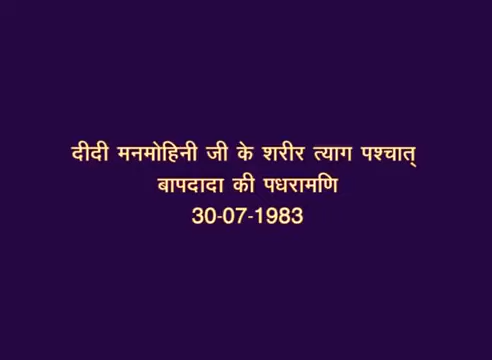 दीदी मनमोहिनी जी के शरीर त्याग पश्चात्
बापदादा की पधरामणि
30-07-1983